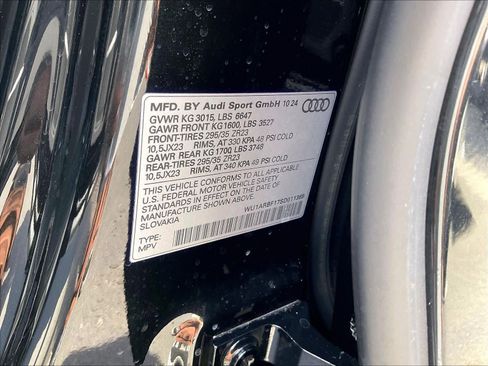 MFD. BY Audi Sport GmbH 10 24
GVWR KG 3015, LBS 6647
GAWR FRONT KG1600, LBS 3527
FRONT-TIRES 295/35 ZR23
10,5JX23 RIMS, AT 330 KPA 48 PSI COLD
GAWR REAR KG 1700 LBS 3748
REAR-TIRES 295/35 ZR23
10,5JX23 RIMS, AT 340 KPA 49 PSI COLD
THIS VEHICLE CONFORMS TO ALL APPLICABLE
U.S. FEDERAL MOTOR VEHICLE SAFETY
STANDARDS IN EFFECT ON THE DATE OF
MANUFACTURE SHOWN ABOVE
SLOVAKIA
TYPE:
MPV